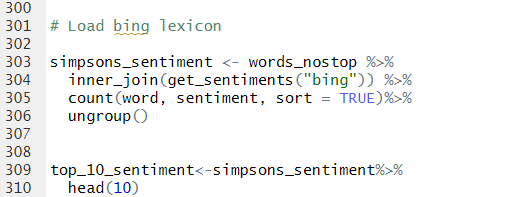 300
301 # Load bing lexicon
302
303 simpsons_sentiment <- words_nostop %>%
304   inner_join(get_sentiments("bing")) %>%
305   count(word, sentiment, sort = TRUE)%>%
306   ungroup()
307
308
309 top_10_sentiment<-simpsons_sentiment%>%
310   head(10)